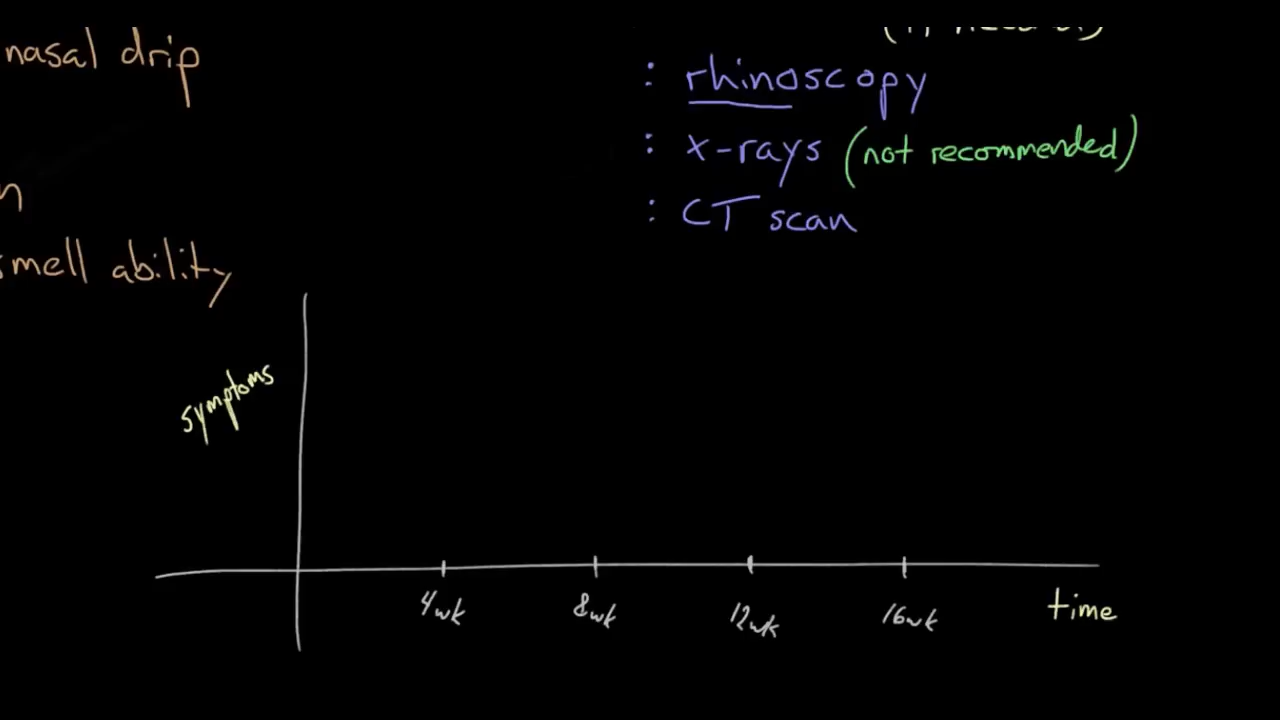 nasal drip
: rhinoscopy
: x-rays (not recommended)
: CT scan
smell ability
symptoms
4wk 8wk 12wk 16wk time